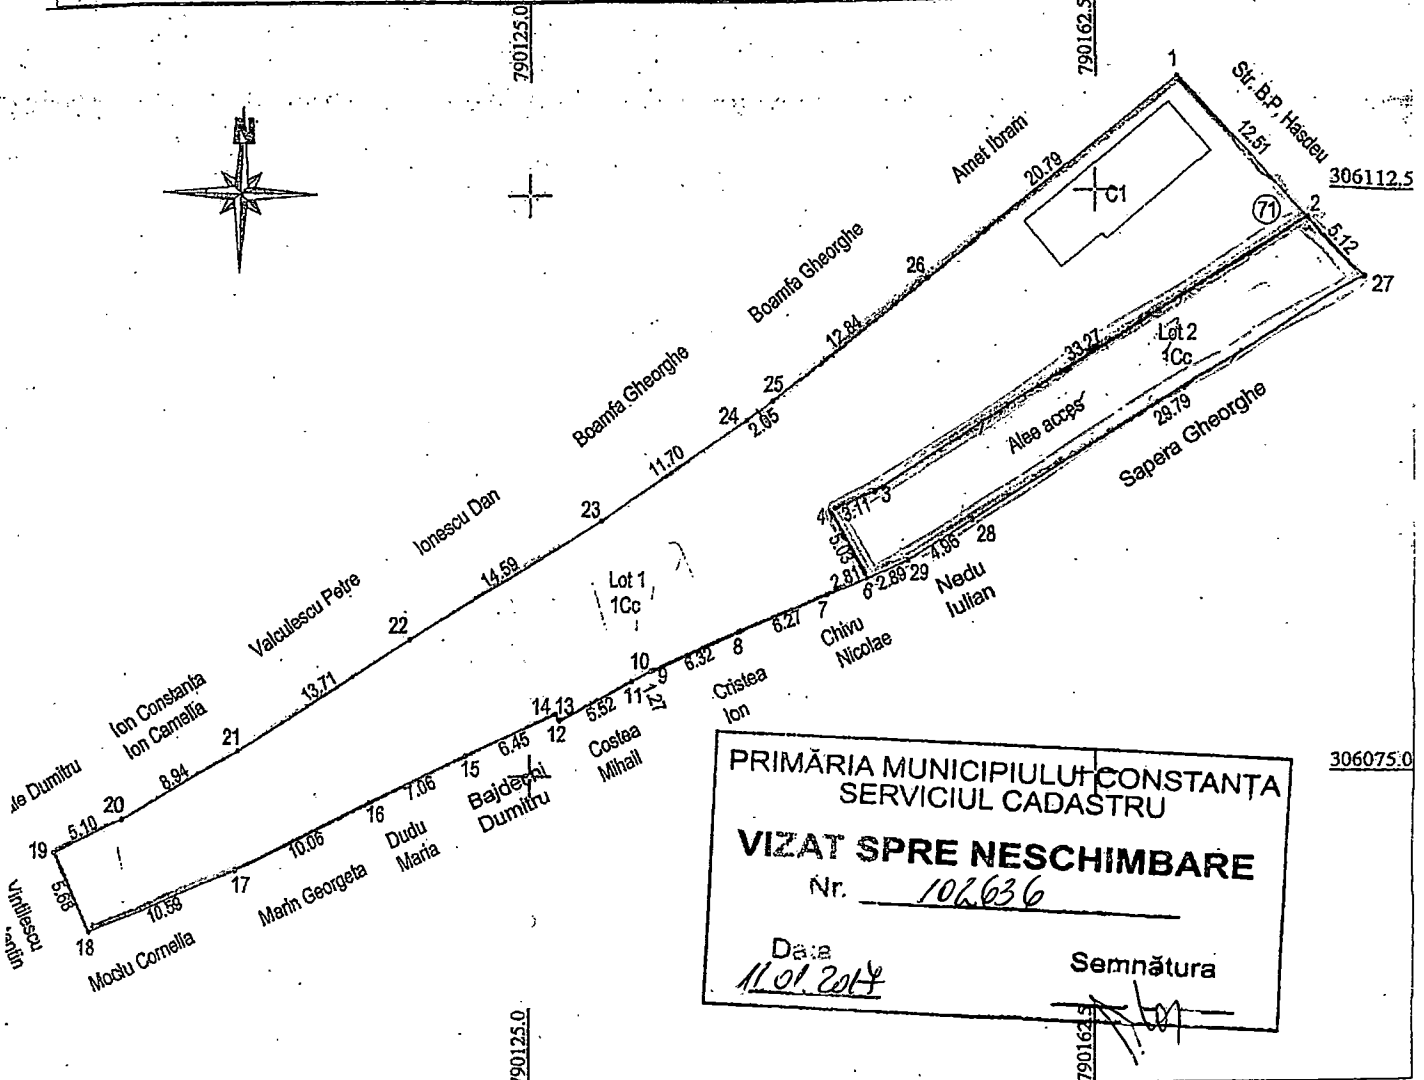 790125.0
790162.5
1
Str. B.P. Hasdeu
12.51
N
Amet Ibram
20.79
306112.5
C1
71
2
5.12
27
Boamfa Gheorghe
26
12.84
Lot 2
1Cc
33.27
Boamfa Gheorghe
25
24
2.05
Alee acces
29.79
Sapera Gheorghe
11.70
Ionescu Dan
23
4
3.11
3
5.03
28
4.96
14.59
Lot 1
1Cc
2.81
6
2.89
29
Nedu
Iulian
Valculescu Petre
22
7
6.27
Chivu
Nicolae
8
10
9
6.32
13.71
Ion Constanța
Ion Camelia
11
1.27
Cristea
Ion
14
13
5.52
12
21
6.45
Costea
Mihail
Dumitru
8.94
15
Bajdechi
Dumitru
306075.0
20
7.06
5.10
16
Dudu
Maria
19
10.06
5.68
17
Marin Georgeta
Vintilescu
10.59
18
Mociu Cornelia
PRIMĂRIA MUNICIPIULUI CONSTANȚA
SERVICIUL CADASTRU
VIZAT SPRE NESCHIMBARE
Nr. 102636
Data
Semnătura
11.01.2017
790125.0
790162.5